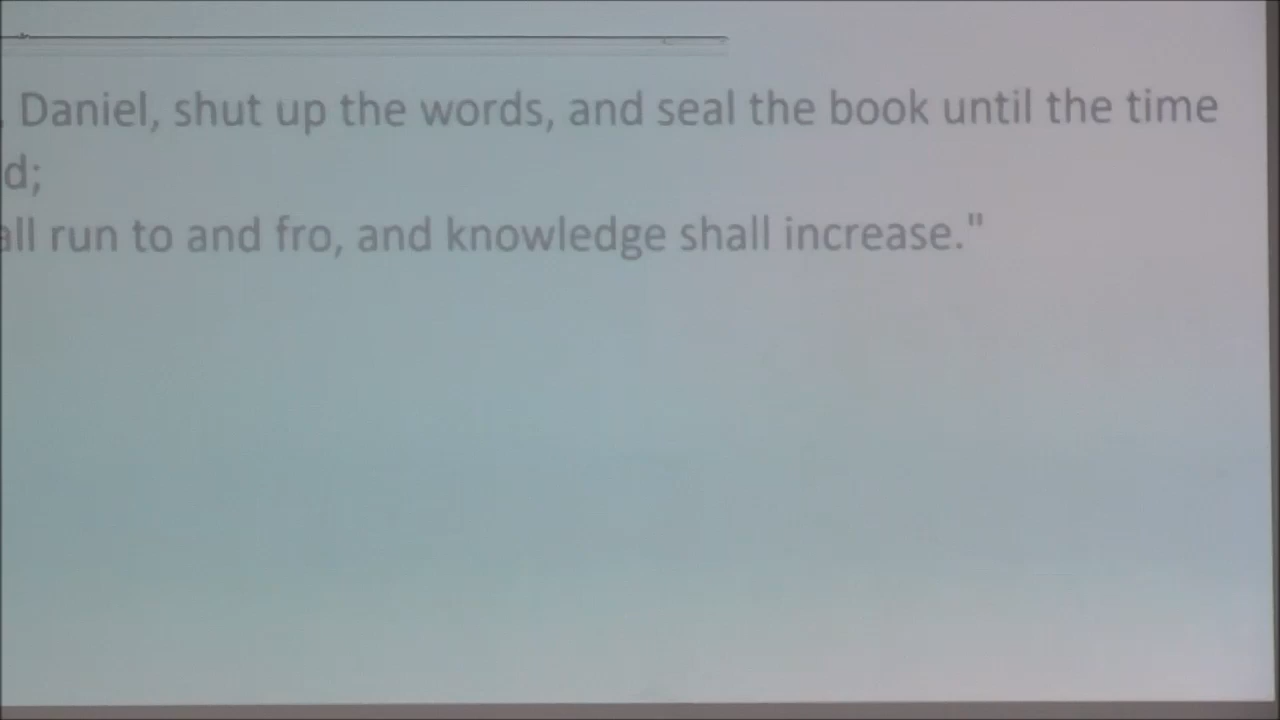 Daniel, shut up the words, and seal the book until the time
d;
all run to and fro, and knowledge shall increase."